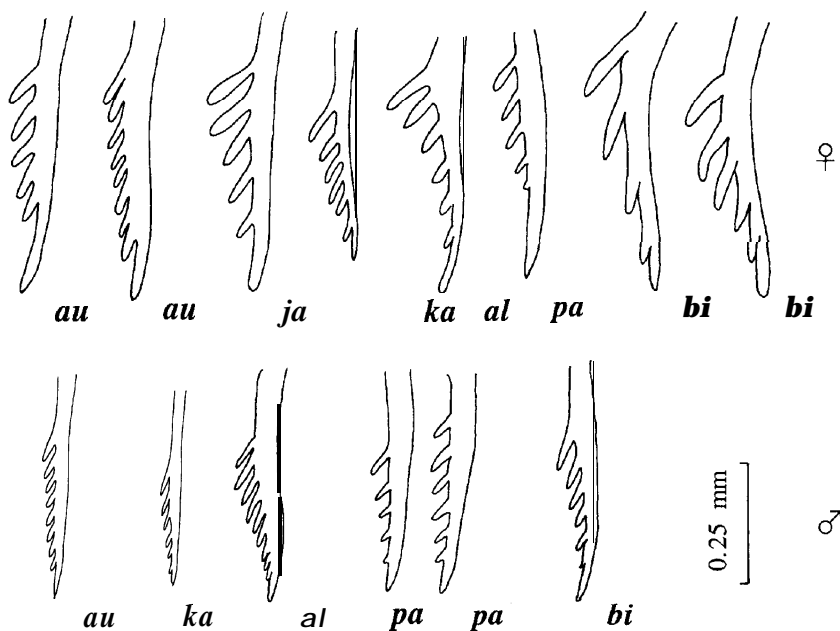 ♀
au au ja ka al pa bi bi
0.25 mm
♂
au ka al pa pa bi